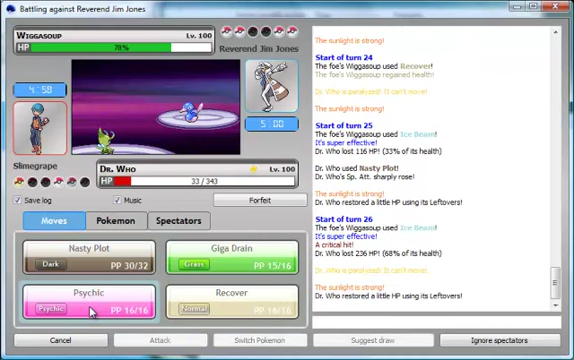 Battling against Reverend Jim Jones
Wiggasoup Lv. 100
HP 78%
Reverend Jim Jones
4:58
5:00
Slimegrape
Dr. Who Lv. 100
HP 33 / 343
Save log Music Forfeit
Moves Pokemon Spectators
Nasty Plot
Dark PP 30/32
Giga Drain
Grass PP 15/16
Psychic
Psychic PP 16/16
Recover
Normal PP 16/16
The sunlight is strong!
Start of turn 24
The foe's Wiggasoup used Recover!
The foe's Wiggasoup regained health!
Dr. Who is paralyzed! It can't move!
The sunlight is strong!
Start of turn 25
The foe's Wiggasoup used Ice Beam!
It's super effective!
Dr. Who lost 116 HP! (33% of its health)
Dr. Who used Nasty Plot!
Dr. Who's Sp. Att. sharply rose!
The sunlight is strong!
Dr. Who restored a little HP using its Leftovers!
Start of turn 26
The foe's Wiggasoup used Ice Beam!
It's super effective!
A critical hit!
Dr. Who lost 236 HP! (68% of its health)
Dr. Who is paralyzed! It can't move!
The sunlight is strong!
Dr. Who restored a little HP using its Leftovers!
Cancel Attack Switch Pokemon Suggest draw Ignore spectators